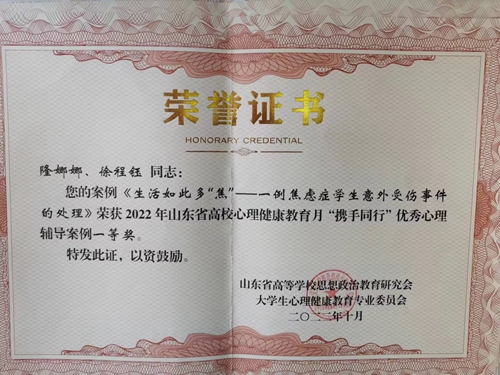 荣誉证书
HONORARY CREDENTIAL
隆娜娜、徐程钰 同志：
您的案例《生活如此多“焦”——一例焦虑症学生意外受伤事件
的处理》荣获2022年山东省高校心理健康教育月“携手同行”优秀心理
辅导案例一等奖。
特发此证，以资鼓励。
山东省高等学校思想政治教育研究会
大学生心理健康教育专业委员会
二〇二二年十月